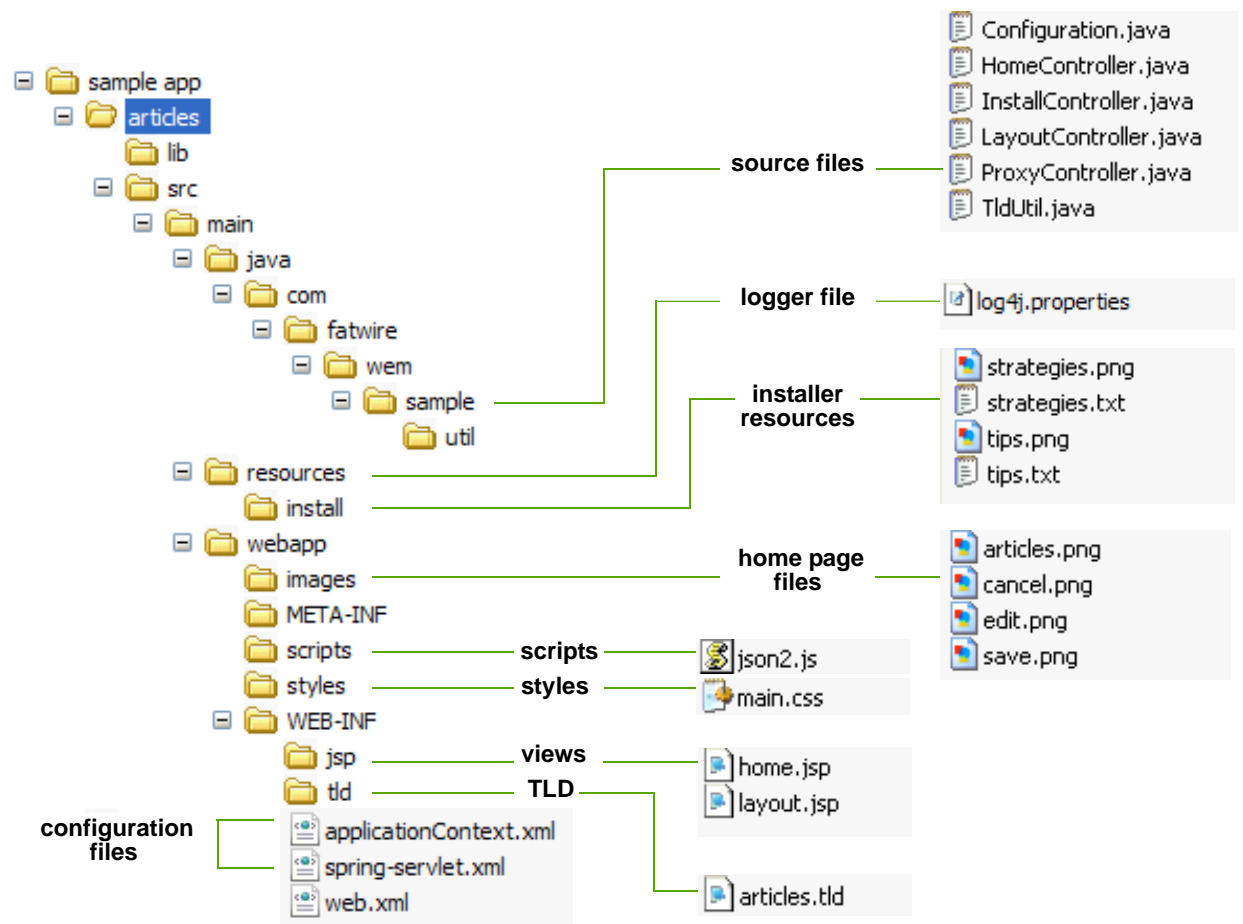 sample app
articles
lib
src
main
java
com
fatwire
wem
sample
util
resources
install
webapp
images
META-INF
scripts
styles
WEB-INF
jsp
tld
applicationContext.xml
spring-servlet.xml
web.xml
configuration
files
source files
Configuration.java
HomeController.java
InstallController.java
LayoutController.java
ProxyController.java
TldUtil.java
logger file
log4j.properties
installer
resources
strategies.png
strategies.txt
tips.png
tips.txt
home page
files
articles.png
cancel.png
edit.png
save.png
scripts
json2.js
styles
main.css
views
home.jsp
layout.jsp
TLD
articles.tld